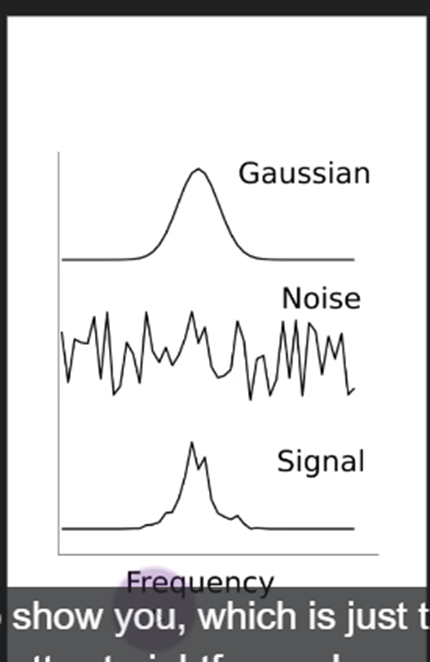 Gaussian
Noise
Signal
Frequency
show you, which is just